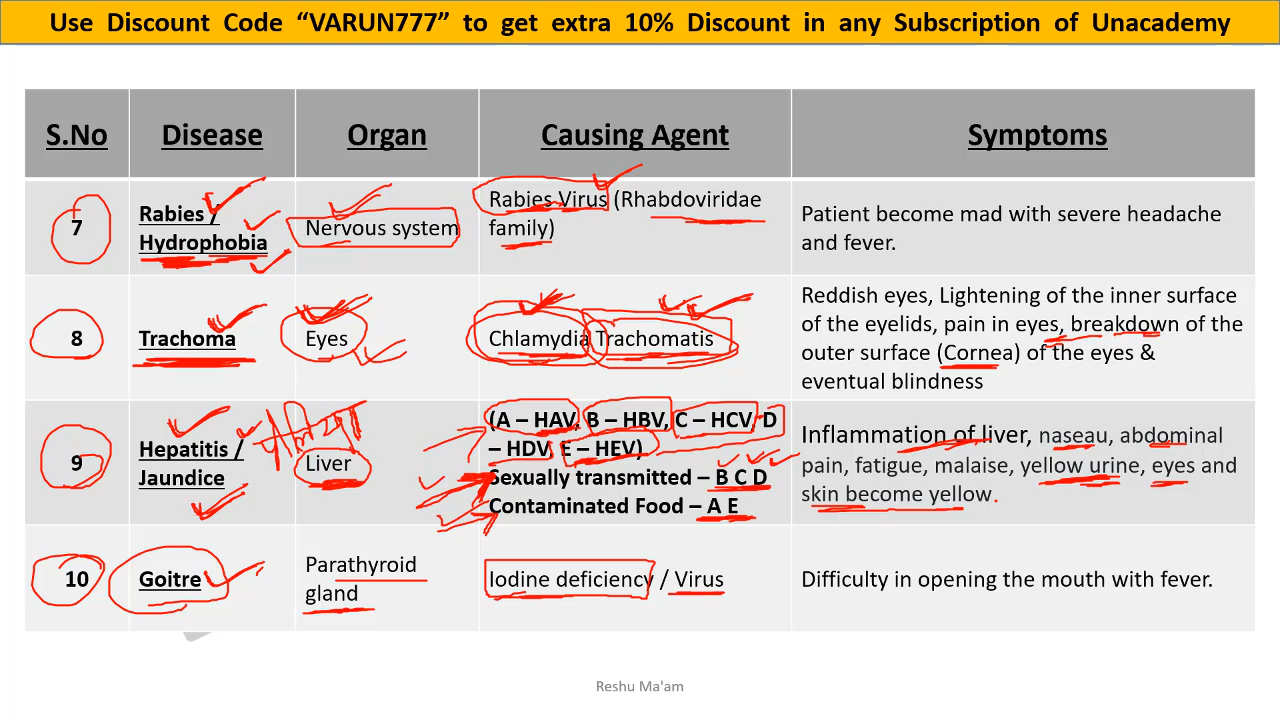 Use Discount Code “VARUN777” to get extra 10% Discount in any Subscription of Unacademy
S.No Disease Organ Causing Agent Symptoms
7
Rabies /
Hydrophobia
Nervous system
Rabies Virus (Rhabdoviridae
family)
Patient become mad with severe headache
and fever.
8
Trachoma
Eyes
Chlamydia Trachomatis
Reddish eyes, Lightening of the inner surface
of the eyelids, pain in eyes, breakdown of the
outer surface (Cornea) of the eyes &
eventual blindness
9
Hepatitis /
Jaundice
Liver
(A – HAV, B – HBV, C – HCV, D
– HDV, E – HEV)
Sexually transmitted – B C D
Contaminated Food – A E
Inflammation of liver, naseau, abdominal
pain, fatigue, malaise, yellow urine, eyes and
skin become yellow.
10
Goitre
Parathyroid
gland
Iodine deficiency / Virus
Difficulty in opening the mouth with fever.
Reshu Ma'am